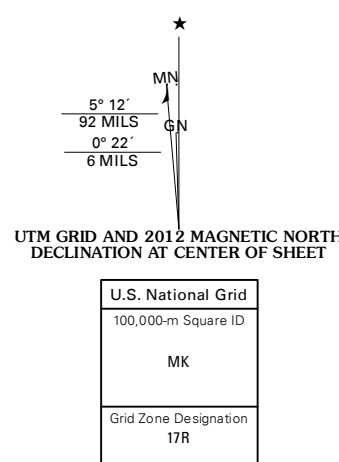 MN
5° 12´
92 MILS
GN
0° 22´
6 MILS
UTM GRID AND 2012 MAGNETIC NORTH
DECLINATION AT CENTER OF SHEET
U.S. National Grid
100,000-m Square ID
MK
Grid Zone Designation
17R